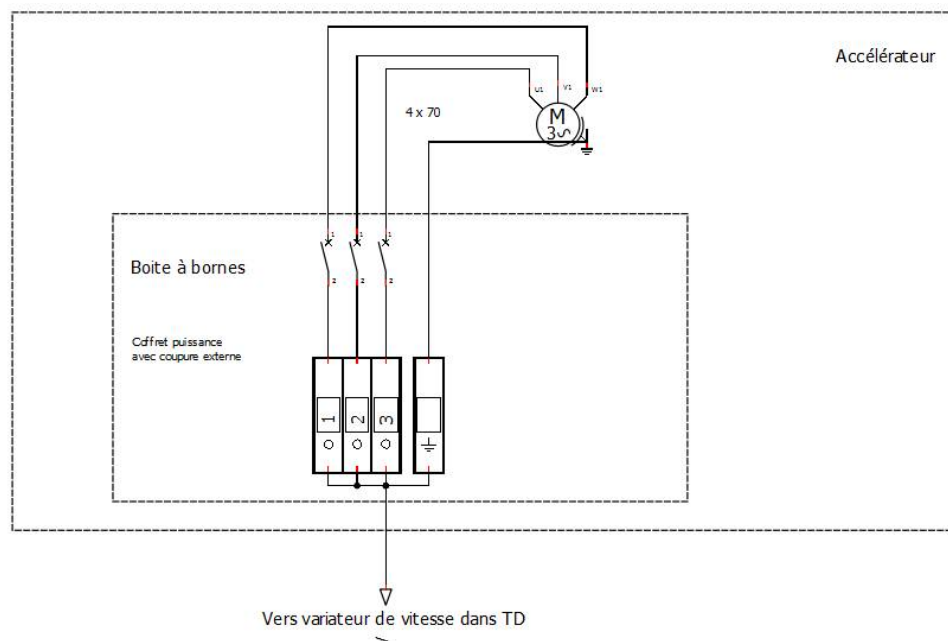 Accélérateur
U1
V1
W1
4 x 70
M
3
Boite à bornes
1
1
1
2
2
2
Coffret puissance
avec coupure externe
1
2
3
Vers variateur de vitesse dans TD